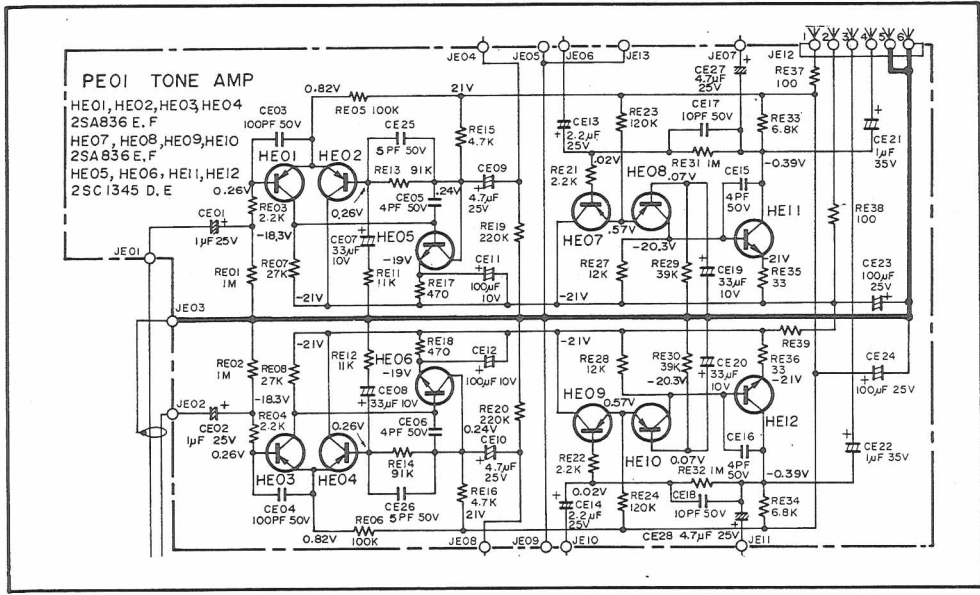 PE01 TONE AMP
HE01, HE02, HE03, HE04
2SA836 E. F
HE07, HE08, HE09, HE10
2SA836 E, F
HE05, HE06, HE11, HE12
2SC1345 D. E
JE04
JE05
JE06
JE13
JE07
JE12
1
2
3
4
5
6
CE27
4.7μF
25V
RE37
100
0.82V
21V
RE05 100K
CE03
100PF 50V
CE25
5PF 50V
RE15
4.7K
CE13
2.2μF
25V
RE23
120K
CE17
10PF 50V
RE33
6.8K
CE21
1μF
35V
HE01
HE02
RE13 91K
.24V
CE09
4.7μF
25V
.02V
RE21
2.2K
RE31 1M
-0.39V
HE08
.07V
CE15
4PF
50V
HE11
0.26V
RE03
2.2K
0.26V
CE05
4PF 50V
CE01
1μF 25V
-18.3V
CE07
33μF
10V
HE05
RE19
220K
HE07
.57V
-20.3V
RE38
100
JE01
RE01
1M
RE07
27K
RE11
11K
-19V
RE17
470
CE11
100μF
10V
RE27
12K
RE29
39K
CE19
33μF
10V
-21V
RE35
33
CE23
100μF
25V
-21V
-21V
JE03
-21V
RE18
470
-21V
RE39
RE02
1M
RE08
27K
RE12
11K
HE06
-19V
CE12
100μF 10V
RE28
12K
RE30
39K
-20.3V
CE20
33μF
10V
RE36
33
-21V
CE24
100μF 25V
JE02
-18.3V
RE04
2.2K
CE08
33μF 10V
HE09
0.57V
CE02
1μF 25V
0.26V
0.26V
CE06
4PF 50V
0.24V
RE20
220K
CE10
4.7μF
25V
HE12
HE10
0.07V
CE16
4PF
50V
CE22
1μF 35V
HE03
HE04
RE14
91K
RE22
2.2K
RE32 1M
-0.39V
CE04
100PF 50V
CE26
5PF 50V
RE16
4.7K
21V
0.02V
CE14
2.2μF
25V
RE24
120K
CE18
10PF 50V
RE34
6.8K
0.82V
RE06
100K
CE28 4.7μF 25V
JE08
JE09
JE10
JE11